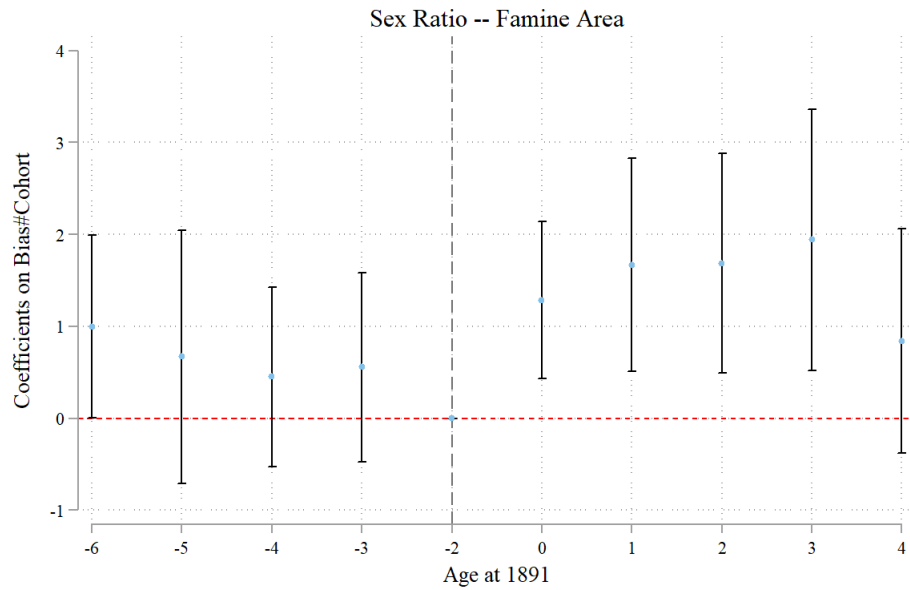 Sex Ratio -- Famine Area
Coefficients on Bias#Cohort
4
3
2
1
0
-1
-6 -5 -4 -3 -2 0 1 2 3 4
Age at 1891